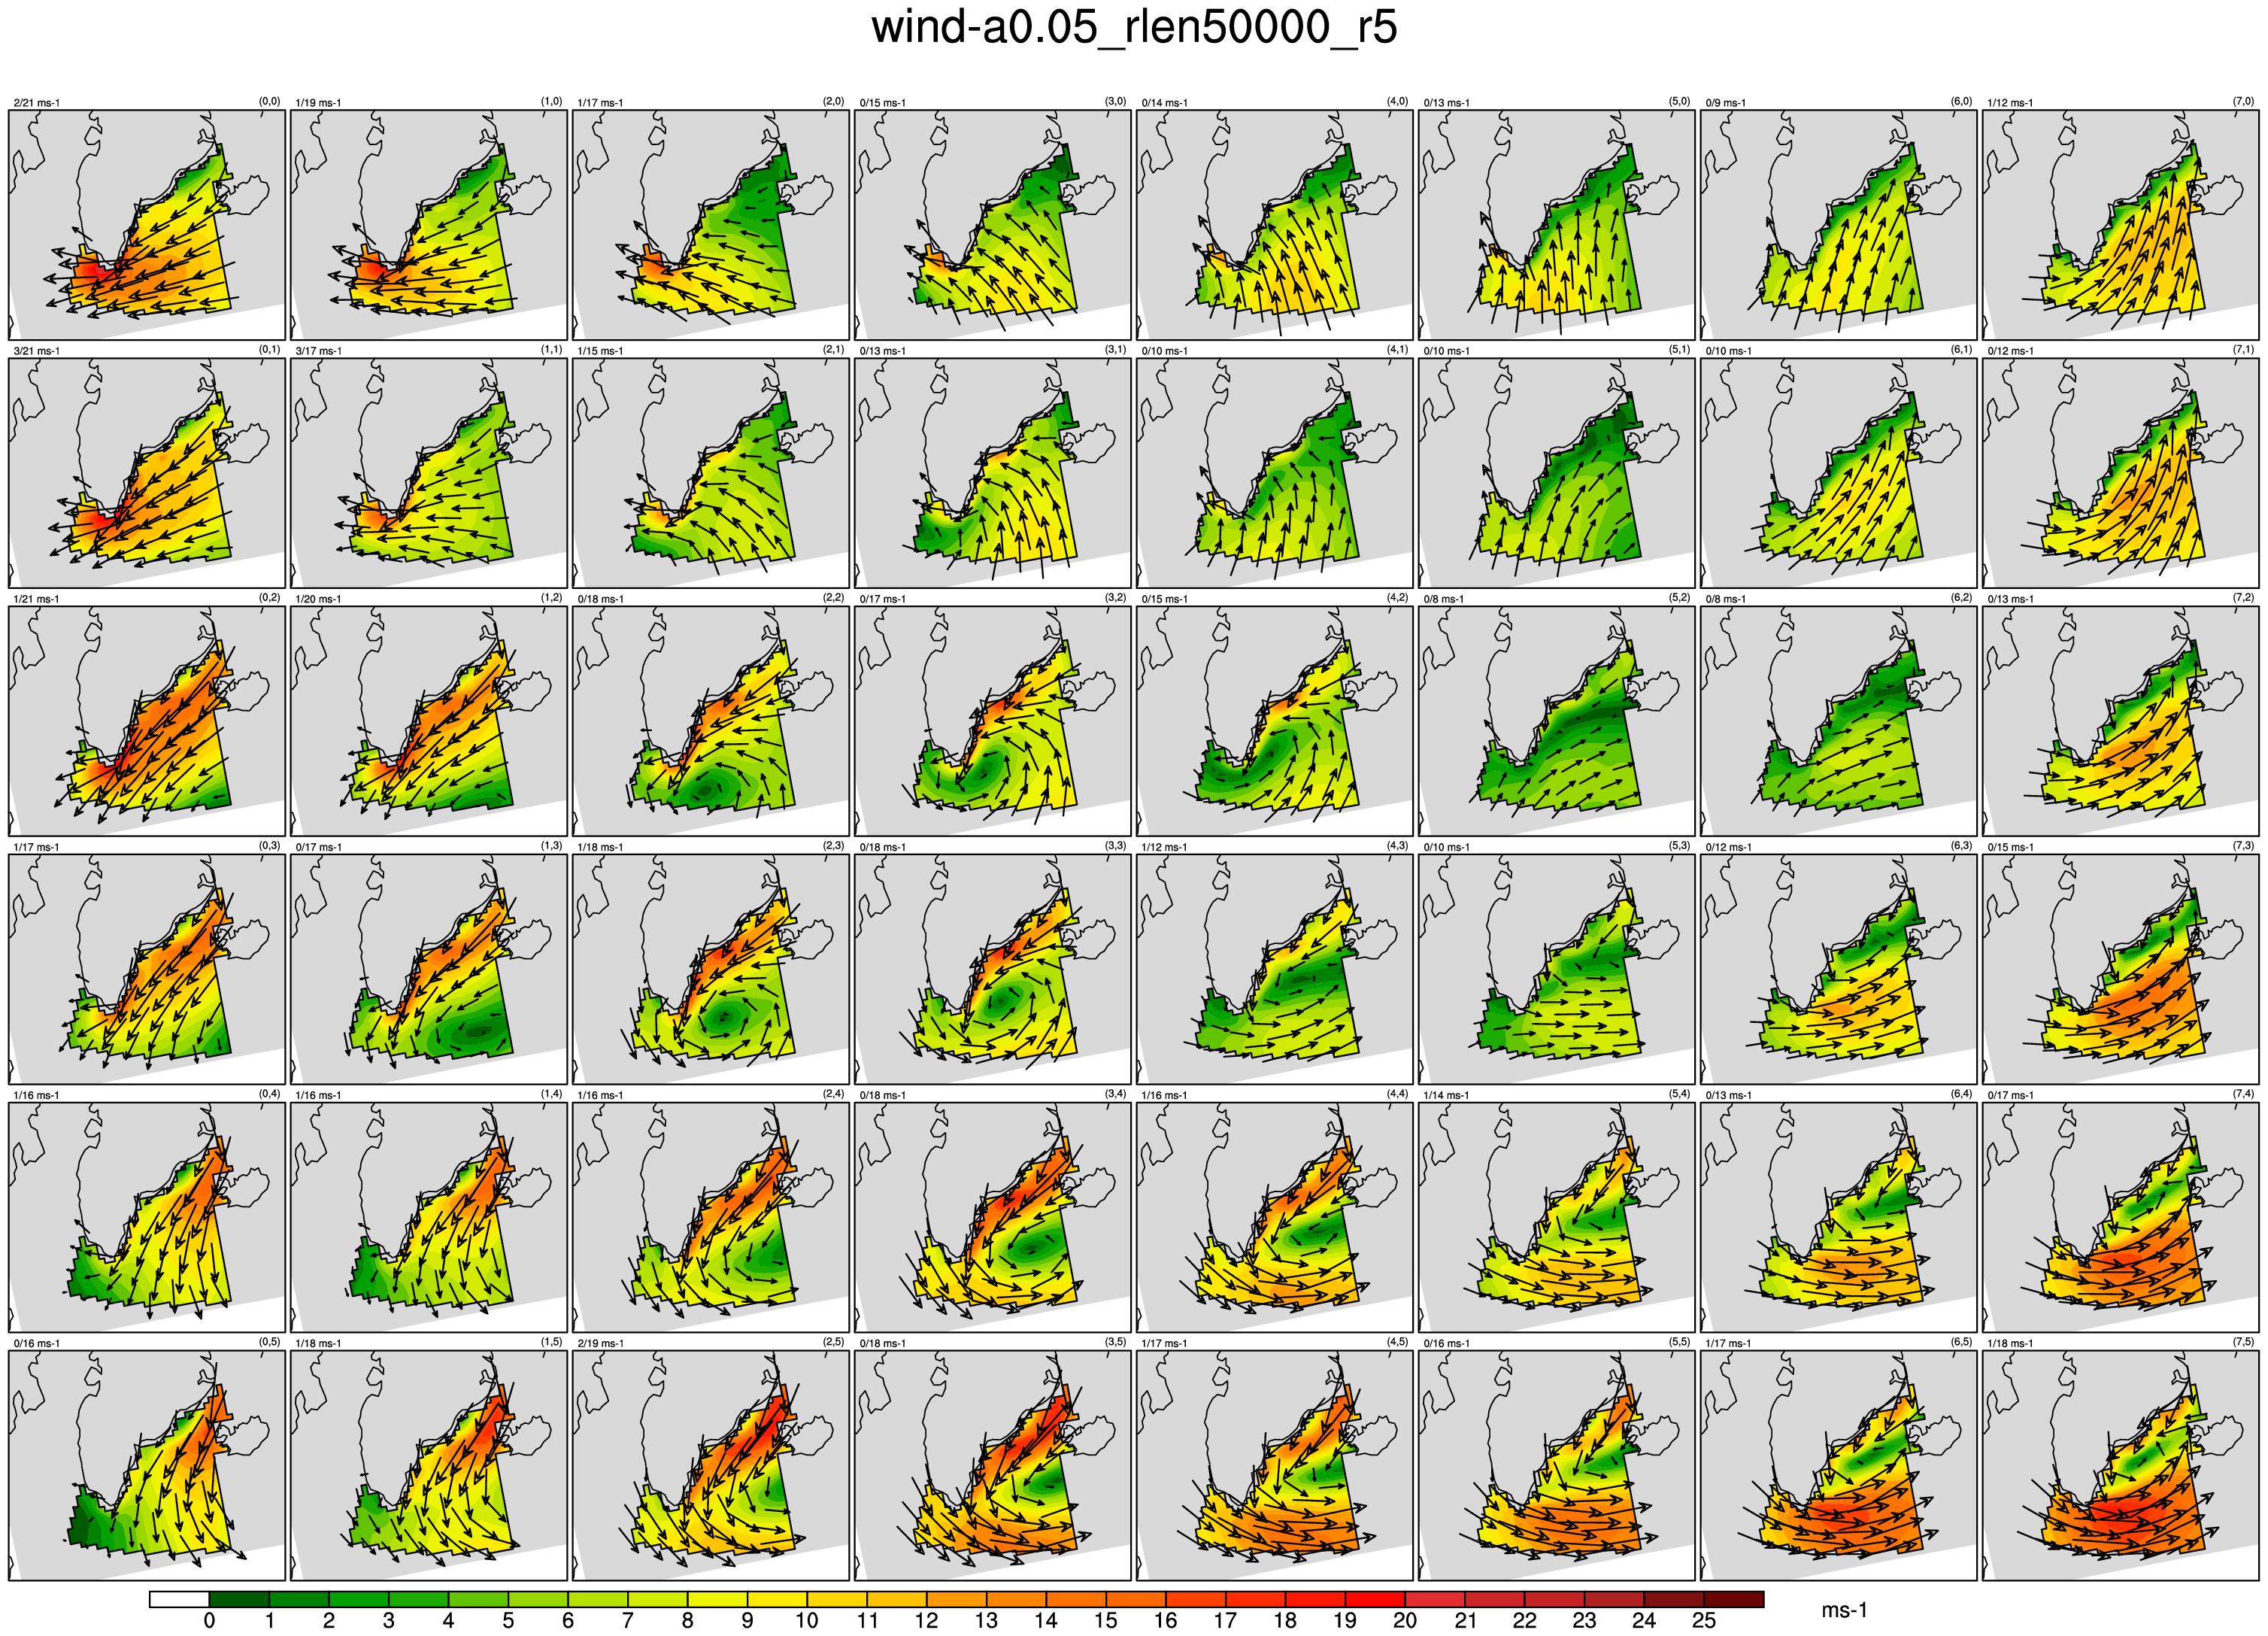 wind-a0.05_rlen50000_r5
2/21 ms-1 (0,0) 1/19 ms-1 (1,0) 1/17 ms-1 (2,0) 0/15 ms-1 (3,0) 0/14 ms-1 (4,0) 0/13 ms-1 (5,0) 0/9 ms-1 (6,0) 1/12 ms-1 (7,0)
3/21 ms-1 (0,1) 3/17 ms-1 (1,1) 1/15 ms-1 (2,1) 0/13 ms-1 (3,1) 0/10 ms-1 (4,1) 0/10 ms-1 (5,1) 0/10 ms-1 (6,1) 0/12 ms-1 (7,1)
1/21 ms-1 (0,2) 1/20 ms-1 (1,2) 0/18 ms-1 (2,2) 0/17 ms-1 (3,2) 0/15 ms-1 (4,2) 0/8 ms-1 (5,2) 0/8 ms-1 (6,2) 0/13 ms-1 (7,2)
1/17 ms-1 (0,3) 0/17 ms-1 (1,3) 1/18 ms-1 (2,3) 0/18 ms-1 (3,3) 1/12 ms-1 (4,3) 0/10 ms-1 (5,3) 0/12 ms-1 (6,3) 0/15 ms-1 (7,3)
1/16 ms-1 (0,4) 1/16 ms-1 (1,4) 1/16 ms-1 (2,4) 0/18 ms-1 (3,4) 1/16 ms-1 (4,4) 1/14 ms-1 (5,4) 0/13 ms-1 (6,4) 0/17 ms-1 (7,4)
0/16 ms-1 (0,5) 1/18 ms-1 (1,5) 2/19 ms-1 (2,5) 0/18 ms-1 (3,5) 1/17 ms-1 (4,5) 0/16 ms-1 (5,5) 1/17 ms-1 (6,5) 1/18 ms-1 (7,5)
0 1 2 3 4 5 6 7 8 9 10 11 12 13 14 15 16 17 18 19 20 21 22 23 24 25 ms-1